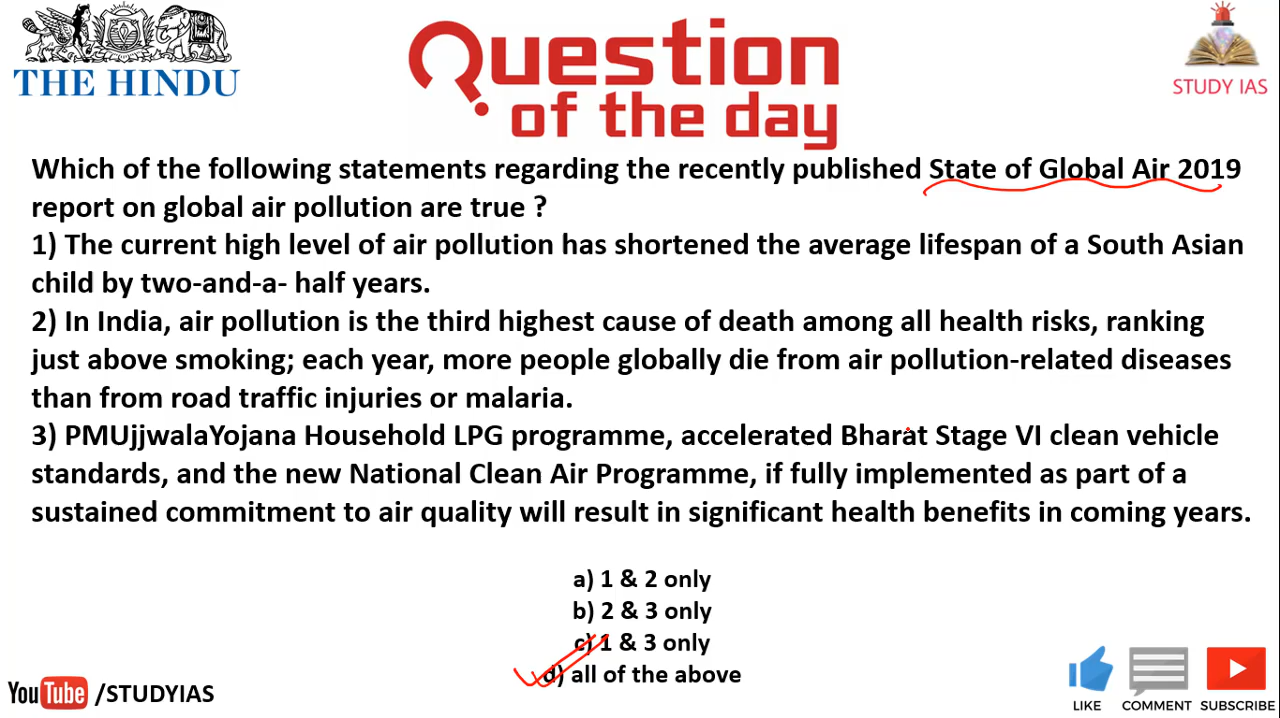 THE HINDU
Question
of the day
STUDY IAS
Which of the following statements regarding the recently published State of Global Air 2019
report on global air pollution are true ?
1) The current high level of air pollution has shortened the average lifespan of a South Asian
child by two-and-a- half years.
2) In India, air pollution is the third highest cause of death among all health risks, ranking
just above smoking; each year, more people globally die from air pollution-related diseases
than from road traffic injuries or malaria.
3) PMUjjwalaYojana Household LPG programme, accelerated Bharat Stage VI clean vehicle
standards, and the new National Clean Air Programme, if fully implemented as part of a
sustained commitment to air quality will result in significant health benefits in coming years.
a) 1 & 2 only
b) 2 & 3 only
c) 1 & 3 only
d) all of the above
YouTube /STUDYIAS
LIKE COMMENT SUBSCRIBE